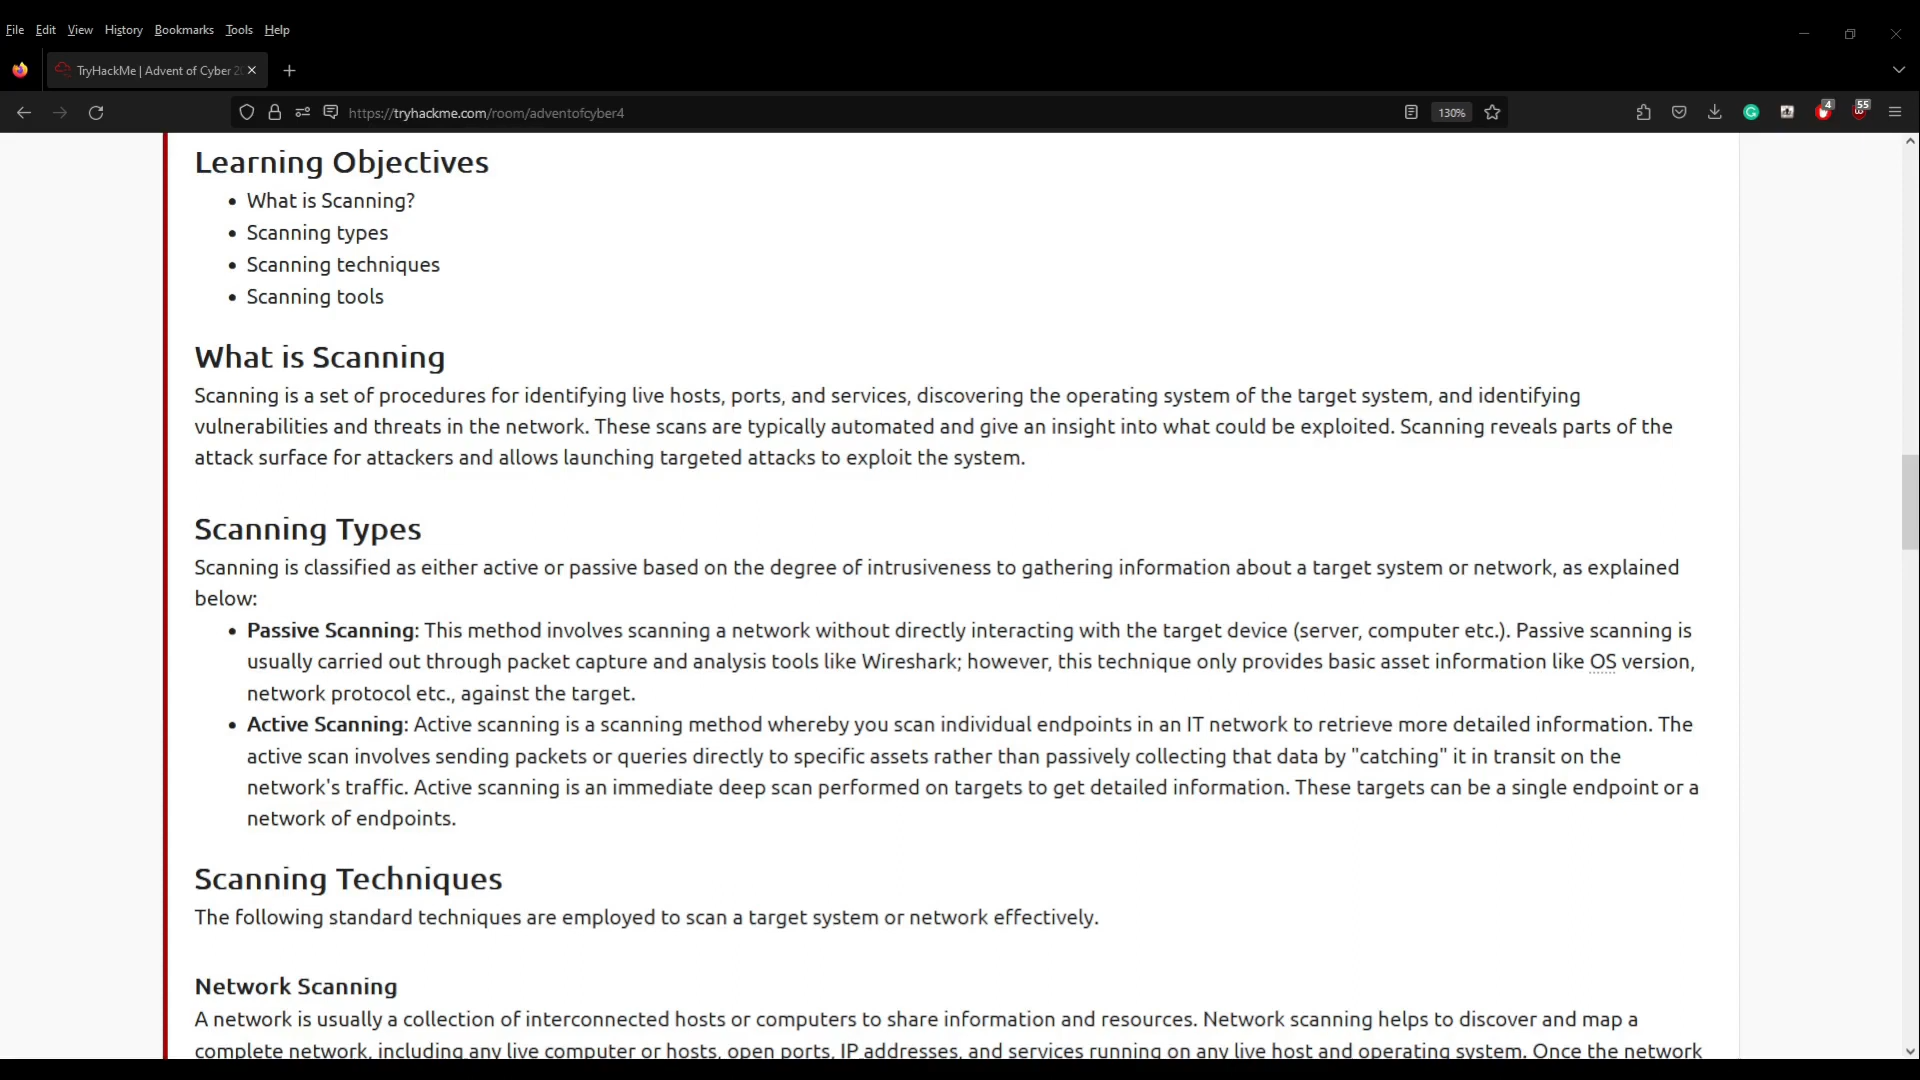 File Edit View History Bookmarks Tools Help
TryHackMe | Advent of Cyber 20
https://tryhackme.com/room/adventofcyber4
130%
4
55
Learning Objectives
• What is Scanning?
• Scanning types
• Scanning techniques
• Scanning tools
What is Scanning
Scanning is a set of procedures for identifying live hosts, ports, and services, discovering the operating system of the target system, and identifying
vulnerabilities and threats in the network. These scans are typically automated and give an insight into what could be exploited. Scanning reveals parts of the
attack surface for attackers and allows launching targeted attacks to exploit the system.
Scanning Types
Scanning is classified as either active or passive based on the degree of intrusiveness to gathering information about a target system or network, as explained
below:
• Passive Scanning: This method involves scanning a network without directly interacting with the target device (server, computer etc.). Passive scanning is
usually carried out through packet capture and analysis tools like Wireshark; however, this technique only provides basic asset information like OS version,
network protocol etc., against the target.
• Active Scanning: Active scanning is a scanning method whereby you scan individual endpoints in an IT network to retrieve more detailed information. The
active scan involves sending packets or queries directly to specific assets rather than passively collecting that data by "catching" it in transit on the
network's traffic. Active scanning is an immediate deep scan performed on targets to get detailed information. These targets can be a single endpoint or a
network of endpoints.
Scanning Techniques
The following standard techniques are employed to scan a target system or network effectively.
Network Scanning
A network is usually a collection of interconnected hosts or computers to share information and resources. Network scanning helps to discover and map a
complete network, including any live computer or hosts, open ports, IP addresses, and services running on any live host and operating system. Once the network